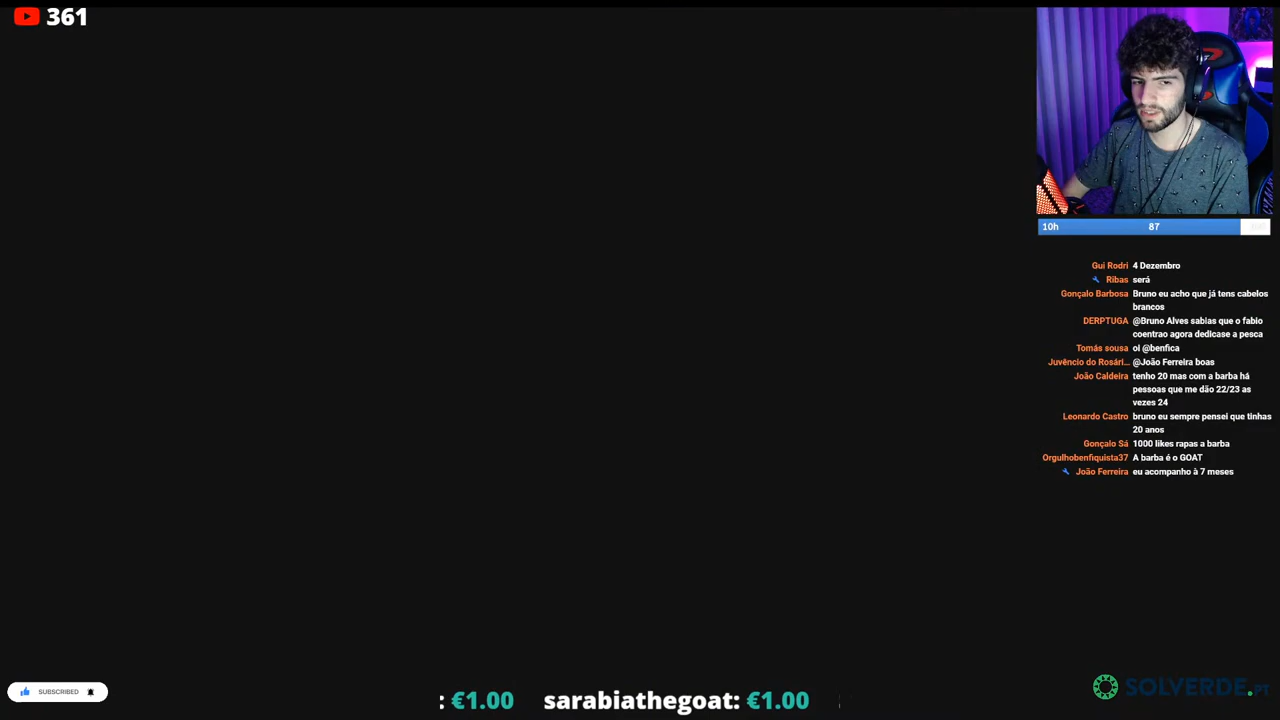 361
10h 87
Gui Rodri 4 Dezembro
Ribas será
Gonçalo Barbosa Bruno eu acho que já tens cabelos
brancos
DERPTUGA @Bruno Alves sabias que o fabio
coentrao agora dedIcase a pesca
Tomás sousa oi @benfica
Juvêncio do Rosári... @João Ferreira boas
João Caldeira tenho 20 mas com a barba há
pessoas que me dão 22/23 as
vezes 24
Leonardo Castro bruno eu sempre pensei que tinhas
20 anos
Gonçalo Sá 1000 likes rapas a barba
Orgulhobenfiquista37 A barba é o GOAT
João Ferreira eu acompanho à 7 meses
SUBSCRIBED
: €1.00 sarabiathegoat: €1.00
SOLVERDE.PT